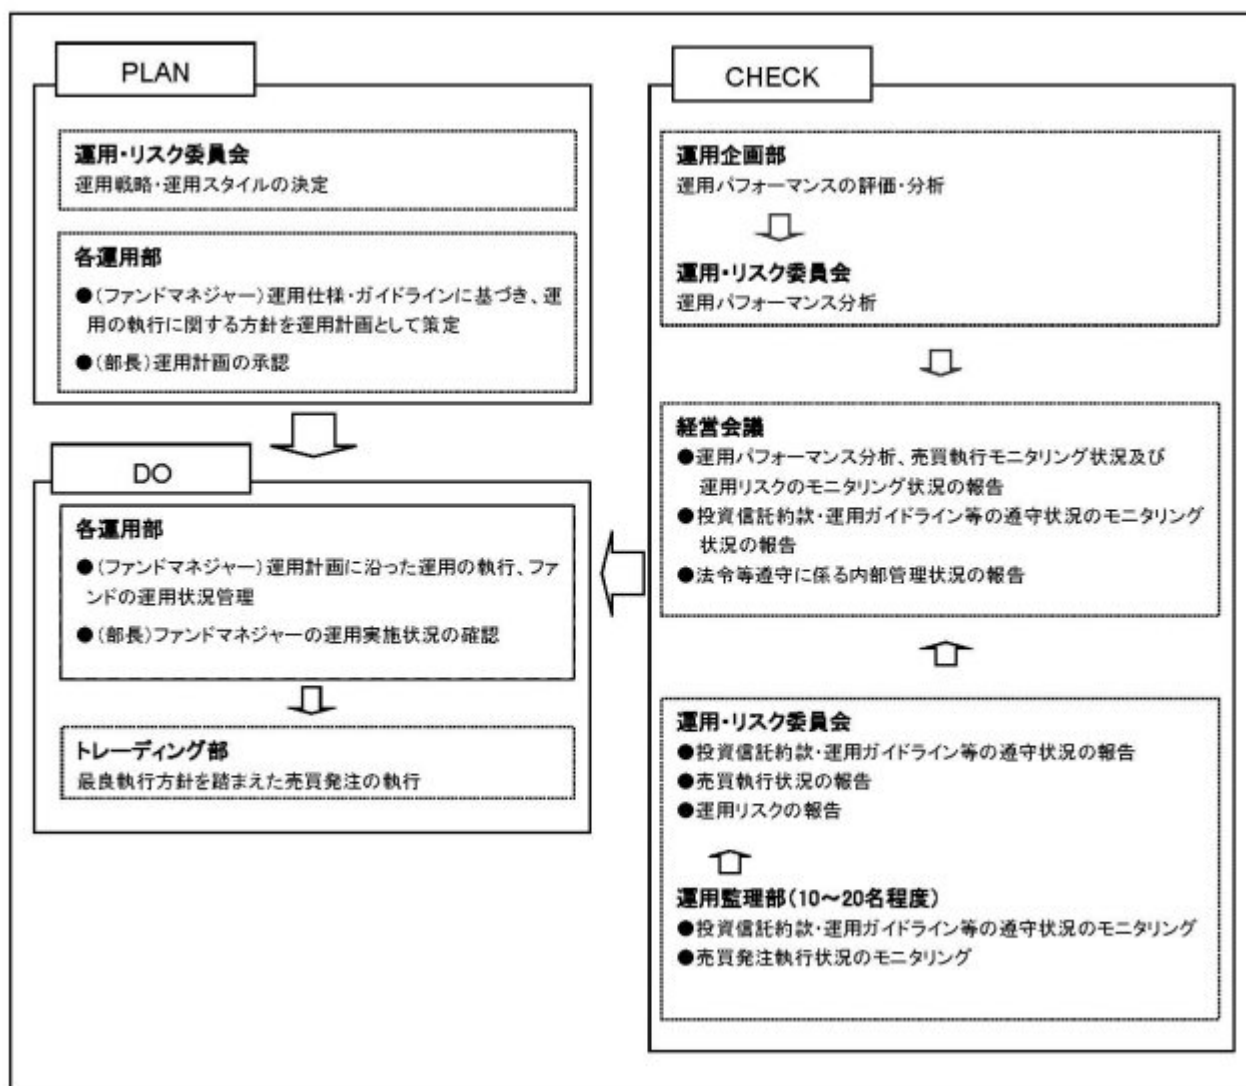 PLAN
運用・リスク委員会
運用戦略・運用スタイルの決定
各運用部
●(ファンドマネジャー)運用仕様・ガイドラインに基づき、運
用の執行に関する方針を運用計画として策定
●(部長)運用計画の承認
DO
各運用部
●(ファンドマネジャー)運用計画に沿った運用の執行、ファ
ンドの運用状況管理
●(部長)ファンドマネジャーの運用実施状況の確認
トレーディング部
最良執行方針を踏まえた売買発注の執行
CHECK
運用企画部
運用パフォーマンスの評価・分析
運用・リスク委員会
運用パフォーマンス分析
経営会議
●運用パフォーマンス分析、売買執行モニタリング状況及び
運用リスクのモニタリング状況の報告
●投資信託約款・運用ガイドライン等の遵守状況のモニタリング
状況の報告
●法令等遵守に係る内部管理状況の報告
運用・リスク委員会
●投資信託約款・運用ガイドライン等の遵守状況の報告
●売買執行状況の報告
●運用リスクの報告
運用監理部(10~20名程度)
●投資信託約款・運用ガイドライン等の遵守状況のモニタリング
●売買発注執行状況のモニタリング